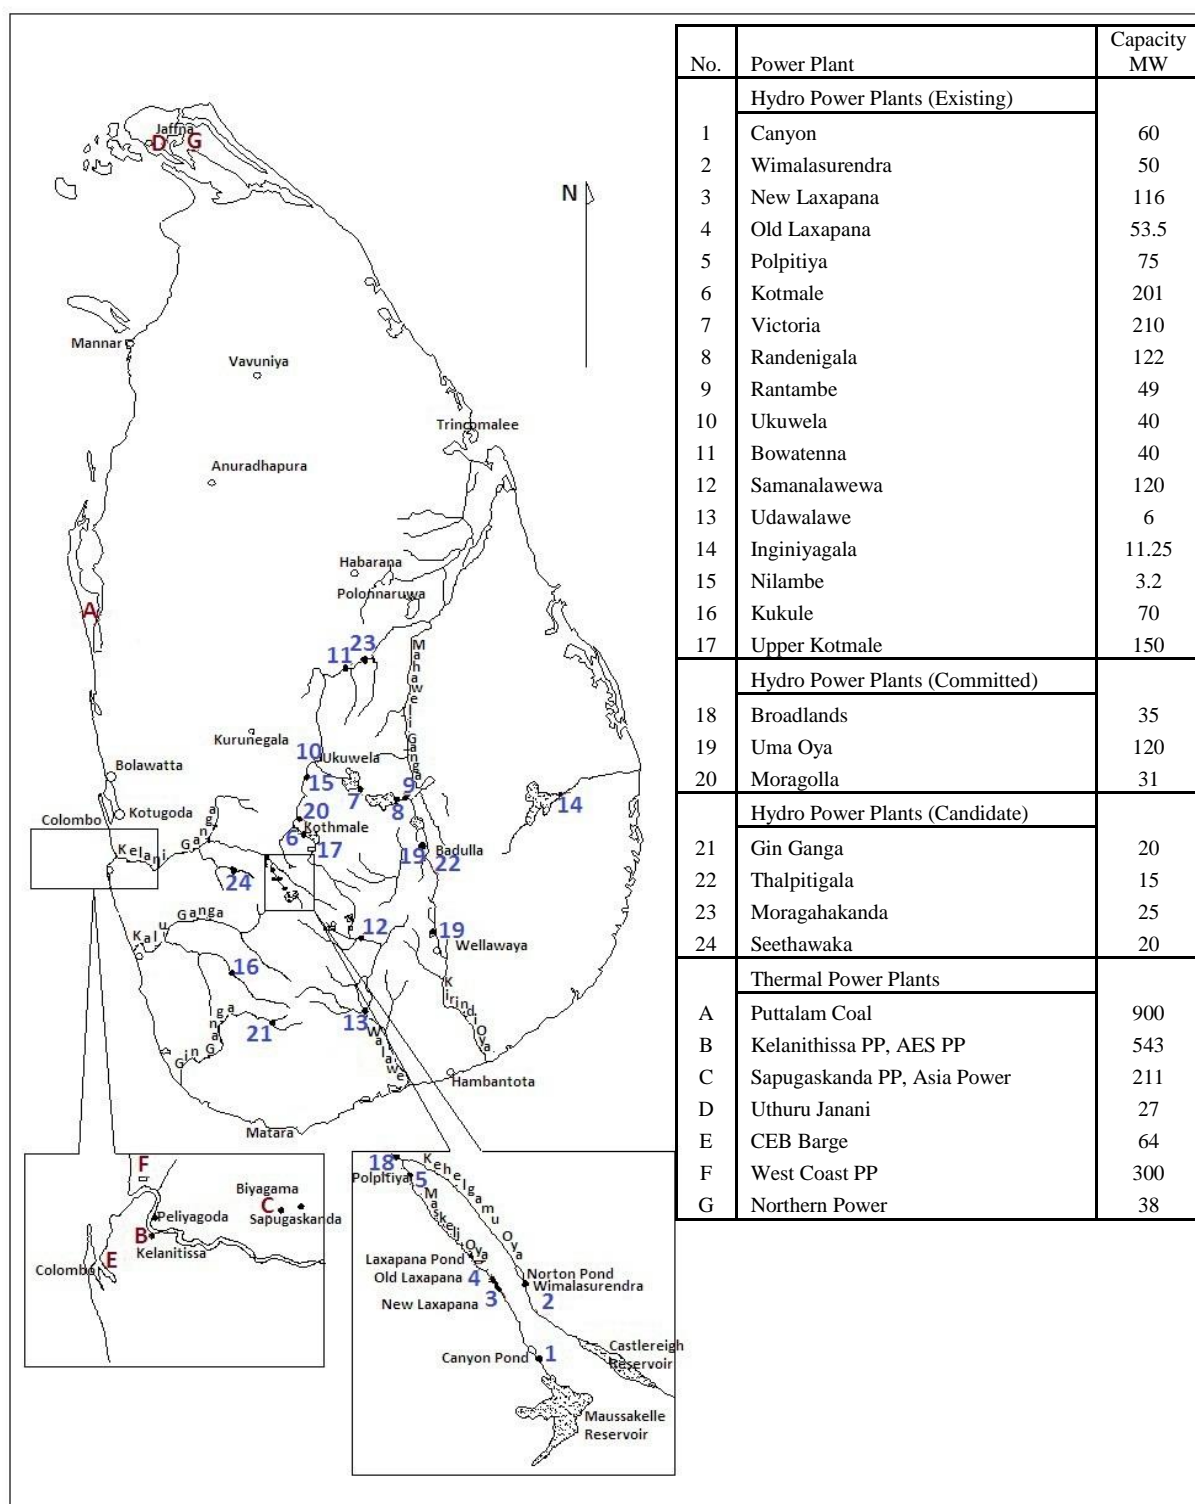 Jaffna
D G
N
Mannar
Vavuniya
Trincomalee
Anuradhapura
Habarana
Polonnaruwa
A
23
11
Mahaweli Ganga
Kurunegala
10
Ukuwela
Bolawatta
15
9
7
8
14
Kotugoda
20
Colombo
Kothmale
6
17
Kelani Ganga
19
Badulla
22
24
Kalu Ganga
12
19
Wellawaya
16
Kirindi Oya
21
13
Gin Ganga
Walawe
Hambantota
Matara
F
Biyagama
C
Peliyagoda
Sapugaskanda
B
Kelanitissa
E
Colombo
18
Kehelgamu Oya
Polpitiya
5
Maskeli Oya
Laxapana Pond
Old Laxapana
4
Norton Pond
Wimalasurendra
3
New Laxapana
2
Canyon Pond
1
Castlereigh
Reservoir
Maussakelle
Reservoir
No. Power Plant Capacity MW
Hydro Power Plants (Existing)
1 Canyon 60
2 Wimalasurendra 50
3 New Laxapana 116
4 Old Laxapana 53.5
5 Polpitiya 75
6 Kotmale 201
7 Victoria 210
8 Randenigala 122
9 Rantambe 49
10 Ukuwela 40
11 Bowatenna 40
12 Samanalawewa 120
13 Udawalawe 6
14 Inginiyagala 11.25
15 Nilambe 3.2
16 Kukule 70
17 Upper Kotmale 150
Hydro Power Plants (Committed)
18 Broadlands 35
19 Uma Oya 120
20 Moragolla 31
Hydro Power Plants (Candidate)
21 Gin Ganga 20
22 Thalpitigala 15
23 Moragahakanda 25
24 Seethawaka 20
Thermal Power Plants
A Puttalam Coal 900
B Kelanithissa PP, AES PP 543
C Sapugaskanda PP, Asia Power 211
D Uthuru Janani 27
E CEB Barge 64
F West Coast PP 300
G Northern Power 38